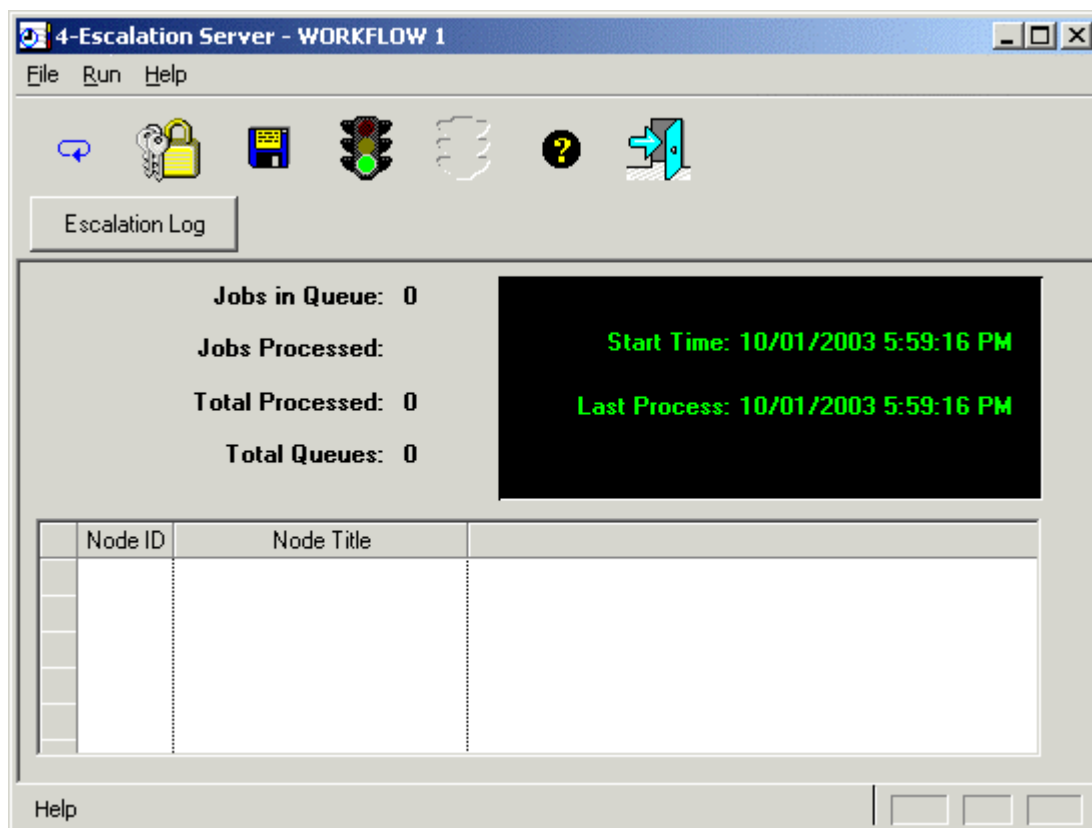 4-Escalation Server - WORKFLOW 1
File Run Help
?
Escalation Log
Jobs in Queue: 0
Jobs Processed:
Total Processed: 0
Total Queues: 0
Start Time: 10/01/2003 5:59:16 PM
Last Process: 10/01/2003 5:59:16 PM
Node ID Node Title
Help